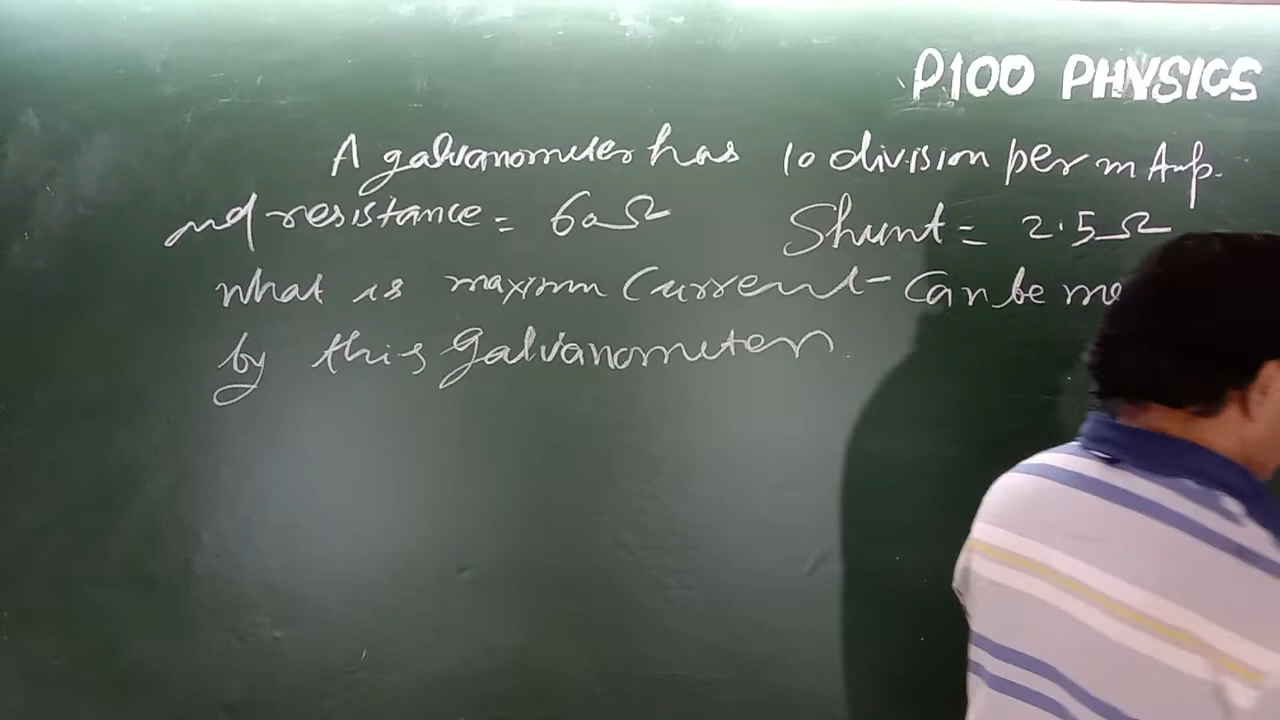 P100 PHYSICS
A galvanometer has 10 division per m Amp.
and resistance = 60Ω Shunt = 2.5Ω
what is maximum Current Can be me
by this Galvanometer.